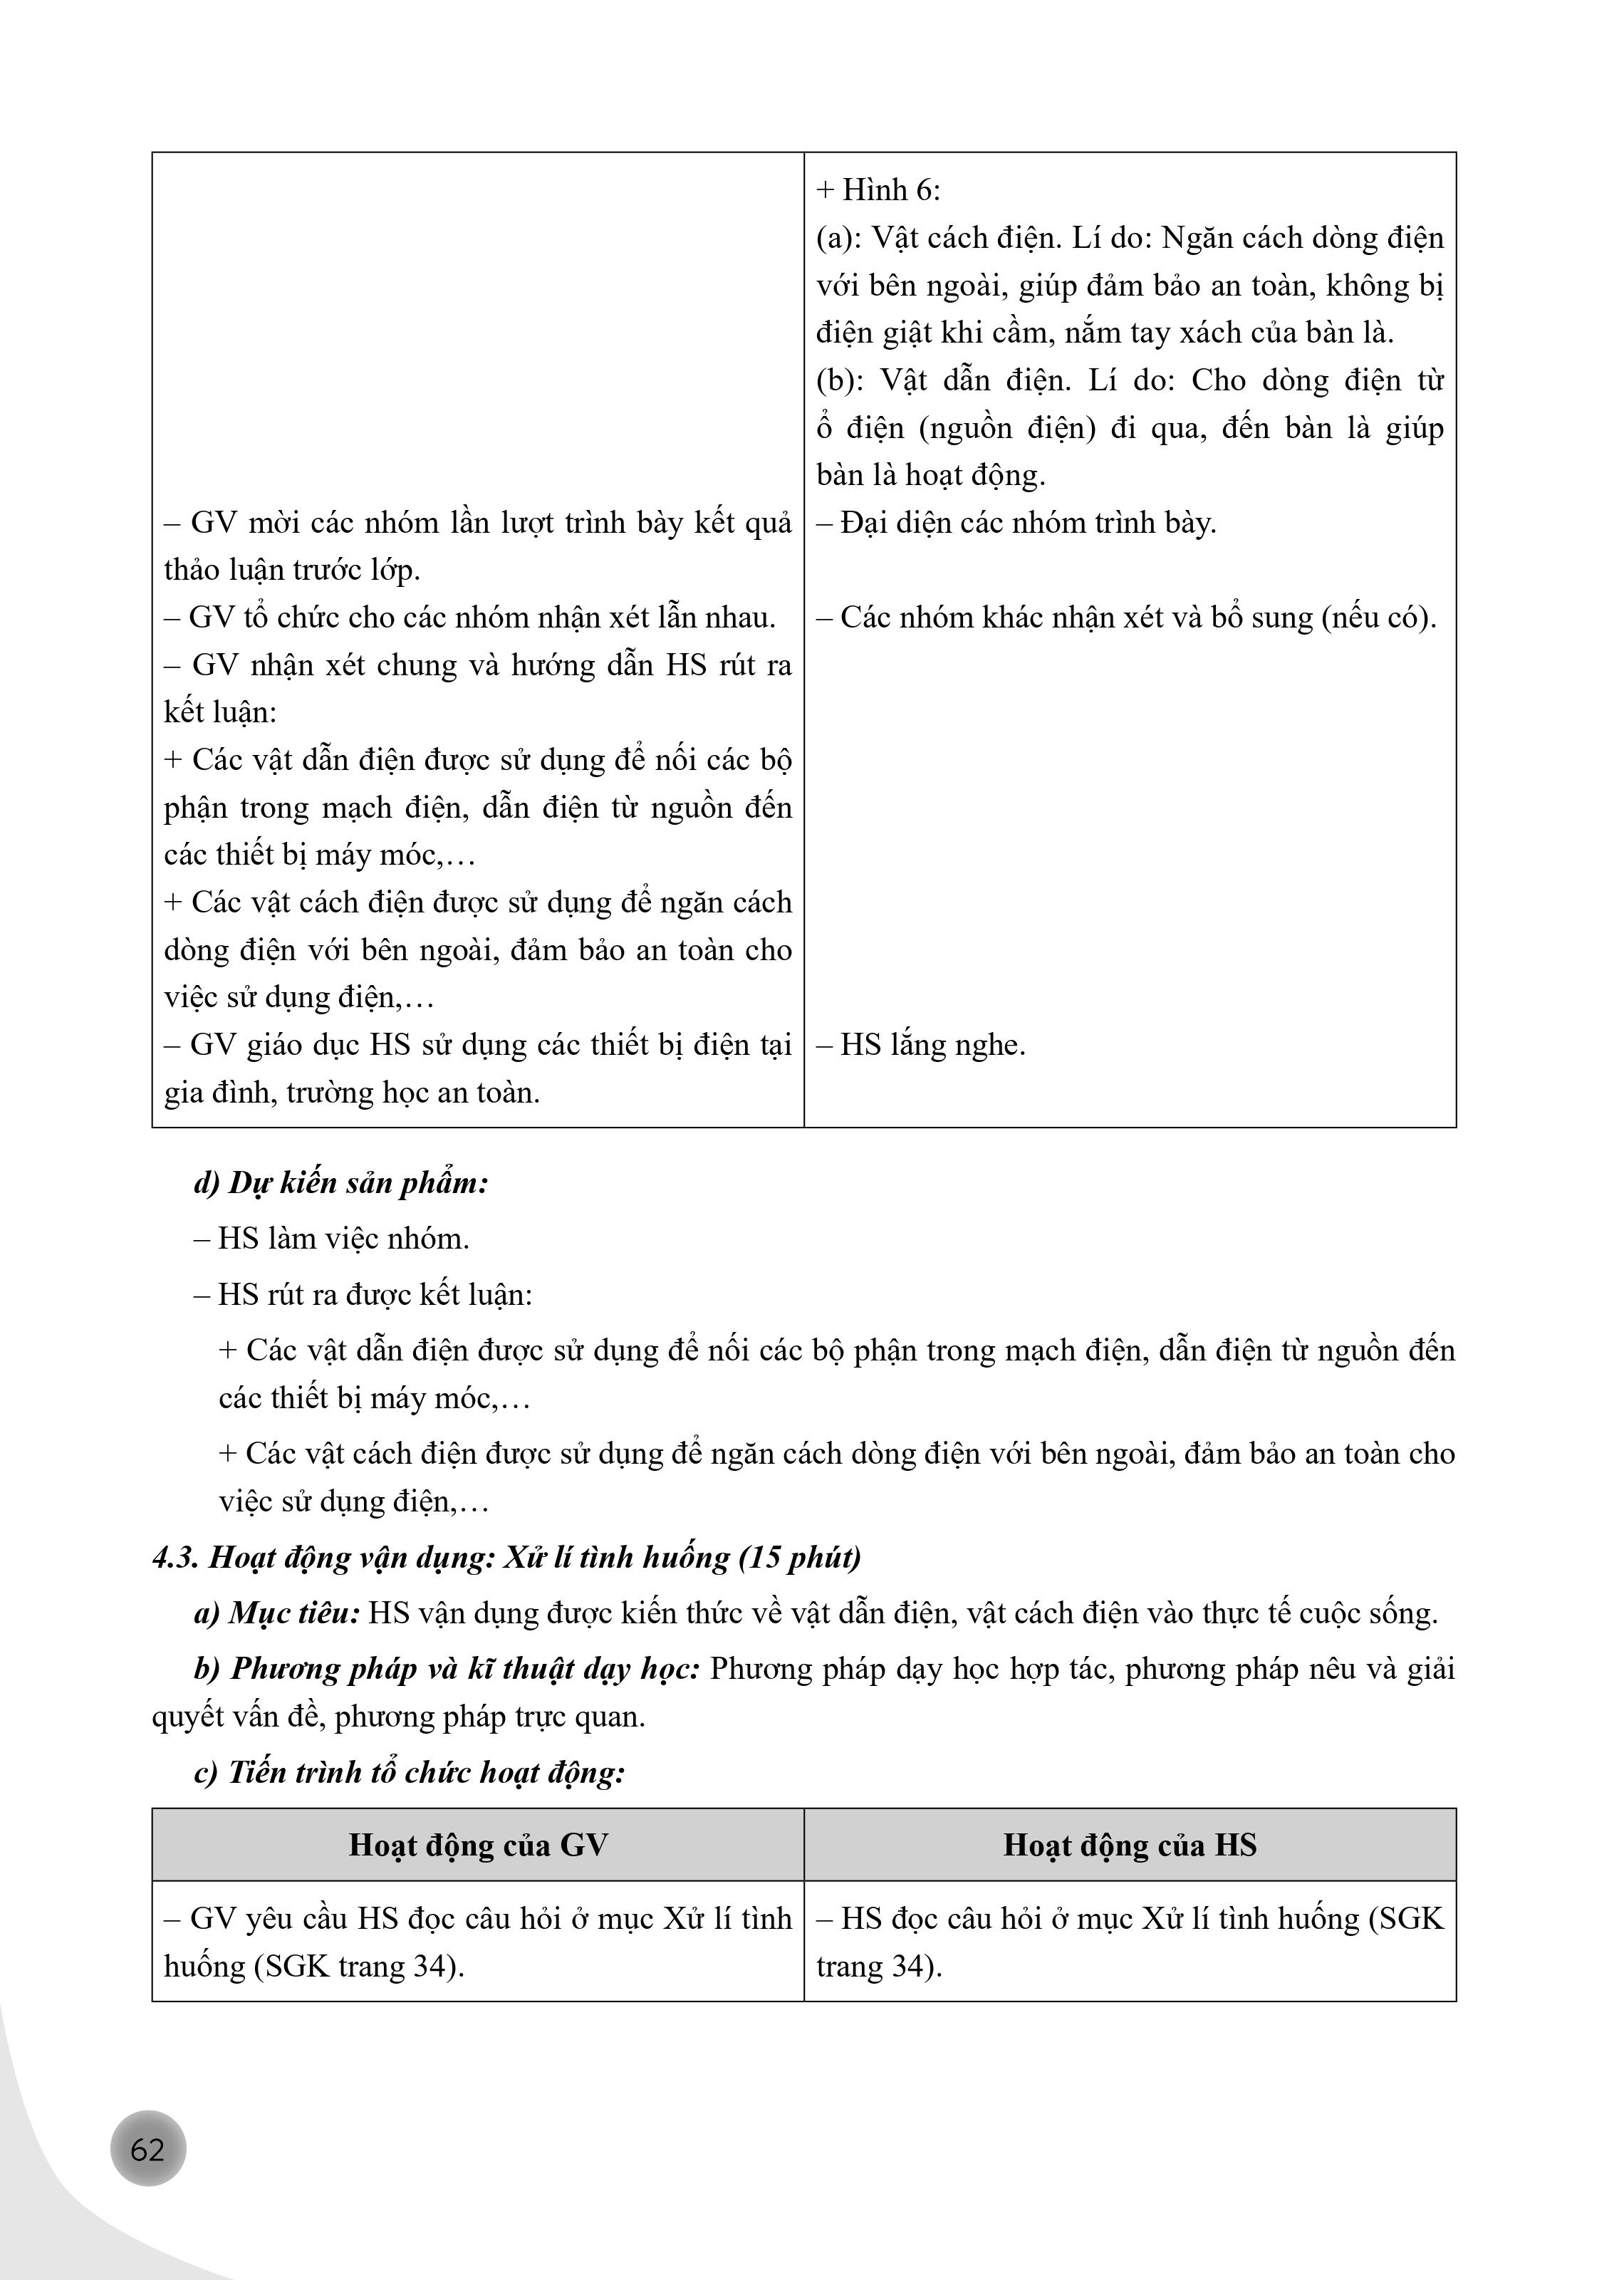 + Hình 6:
(a): Vật cách điện. Lí do: Ngăn cách dòng điện
với bên ngoài, giúp đảm bảo an toàn, không bị
điện giật khi cầm, nắm tay xách của bàn là.
(b): Vật dẫn điện. Lí do: Cho dòng điện từ
ổ điện (nguồn điện) đi qua, đến bàn là giúp
bàn là hoạt động.
– GV mời các nhóm lần lượt trình bày kết quả
thảo luận trước lớp.
– Đại diện các nhóm trình bày.
– GV tổ chức cho các nhóm nhận xét lẫn nhau.
– Các nhóm khác nhận xét và bổ sung (nếu có).
– GV nhận xét chung và hướng dẫn HS rút ra
kết luận:
+ Các vật dẫn điện được sử dụng để nối các bộ
phận trong mạch điện, dẫn điện từ nguồn đến
các thiết bị máy móc,…
+ Các vật cách điện được sử dụng để ngăn cách
dòng điện với bên ngoài, đảm bảo an toàn cho
việc sử dụng điện,…
– GV giáo dục HS sử dụng các thiết bị điện tại
gia đình, trường học an toàn.
– HS lắng nghe.
d) Dự kiến sản phẩm:
– HS làm việc nhóm.
– HS rút ra được kết luận:
+ Các vật dẫn điện được sử dụng để nối các bộ phận trong mạch điện, dẫn điện từ nguồn đến
các thiết bị máy móc,…
+ Các vật cách điện được sử dụng để ngăn cách dòng điện với bên ngoài, đảm bảo an toàn cho
việc sử dụng điện,…
4.3. Hoạt động vận dụng: Xử lí tình huống (15 phút)
a) Mục tiêu: HS vận dụng được kiến thức về vật dẫn điện, vật cách điện vào thực tế cuộc sống.
b) Phương pháp và kĩ thuật dạy học: Phương pháp dạy học hợp tác, phương pháp nêu và giải
quyết vấn đề, phương pháp trực quan.
c) Tiến trình tổ chức hoạt động:
Hoạt động của GV
Hoạt động của HS
– GV yêu cầu HS đọc câu hỏi ở mục Xử lí tình
huống (SGK trang 34).
– HS đọc câu hỏi ở mục Xử lí tình huống (SGK
trang 34).
62